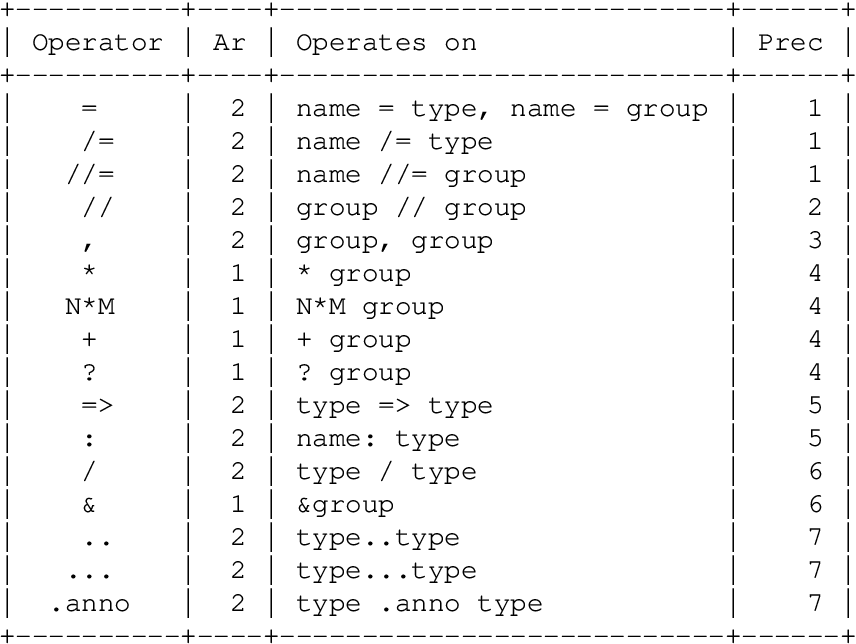 +----------+----+---------------------------+------+
| Operator | Ar | Operates on               | Prec |
+----------+----+---------------------------+------+
|    =     |  2 | name = type, name = group |    1 |
|    /=    |  2 | name /= type              |    1 |
|   //=    |  2 | name //= group            |    1 |
|    //    |  2 | group // group            |    2 |
|    ,     |  2 | group, group              |    3 |
|    *     |  1 | * group                   |    4 |
|   N*M    |  1 | N*M group                 |    4 |
|    +     |  1 | + group                   |    4 |
|    ?     |  1 | ? group                   |    4 |
|    =>    |  2 | type => type              |    5 |
|    :     |  2 | name: type                |    5 |
|    /     |  2 | type / type               |    6 |
|    &     |  1 | &group                    |    6 |
|    ..    |  2 | type..type                |    7 |
|   ...    |  2 | type...type               |    7 |
|  .anno   |  2 | type .anno type           |    7 |
+----------+----+---------------------------+------+